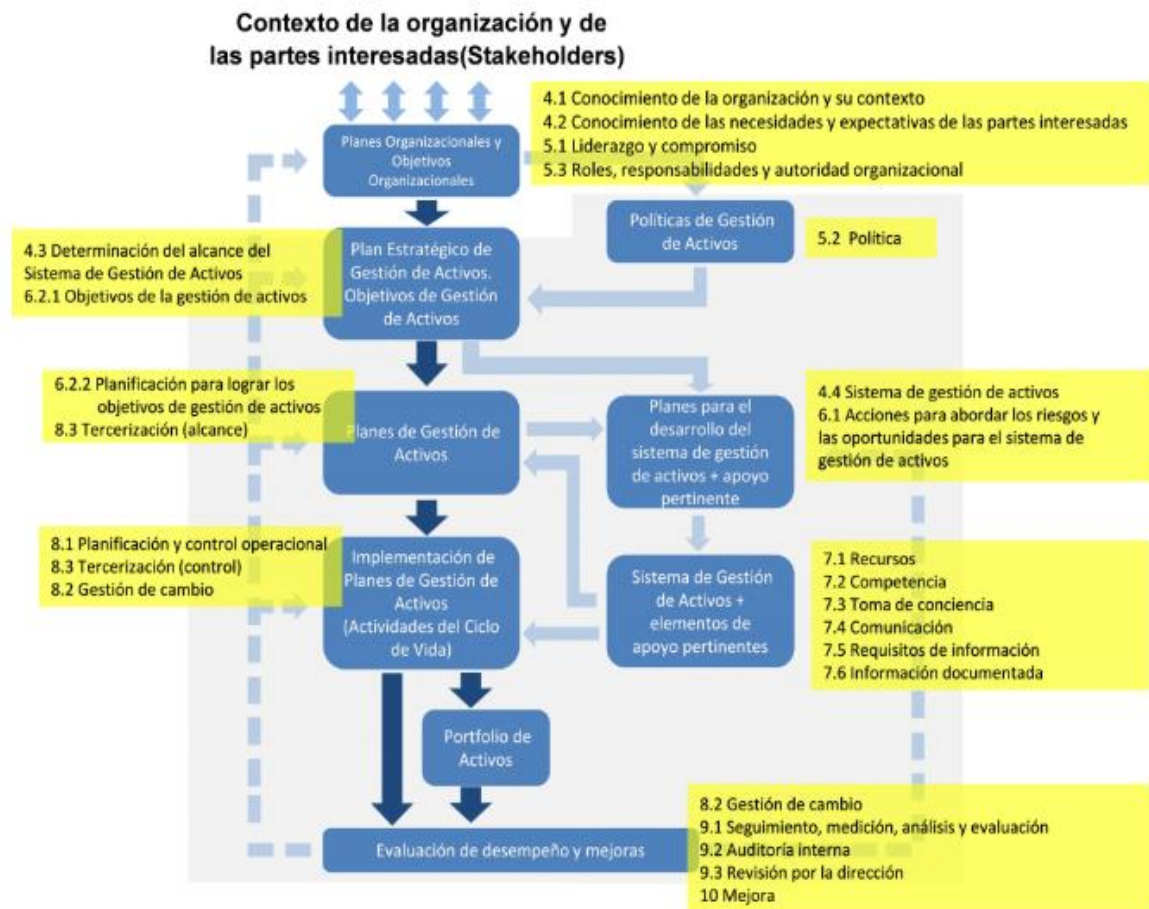 Contexto de la organización y de
las partes interesadas(Stakeholders)
4.1 Conocimiento de la organización y su contexto
4.2 Conocimiento de las necesidades y expectativas de las partes interesadas
5.1 Liderazgo y compromiso
5.3 Roles, responsabilidades y autoridad organizacional
Planes Organizacionales y
Objetivos
Organizacionales
Políticas de Gestión
de Activos
5.2 Política
4.3 Determinación del alcance del
Sistema de Gestión de Activos
6.2.1 Objetivos de la gestión de activos
Plan Estratégico de
Gestión de Activos.
Objetivos de Gestión
de Activos
6.2.2 Planificación para lograr los
objetivos de gestión de activos
8.3 Tercerización (alcance)
Planes de Gestión de
Activos
Planes para el
desarrollo del
sistema de gestión
de activos + apoyo
pertinente
4.4 Sistema de gestión de activos
6.1 Acciones para abordar los riesgos y
las oportunidades para el sistema de
gestión de activos
8.1 Planificación y control operacional
8.3 Tercerización (control)
8.2 Gestión de cambio
Implementación de
Planes de Gestión de
Activos
(Actividades del Ciclo
de Vida)
Sistema de Gestión
de Activos +
elementos de
apoyo pertinentes
7.1 Recursos
7.2 Competencia
7.3 Toma de conciencia
7.4 Comunicación
7.5 Requisitos de información
7.6 Información documentada
Portfolio de
Activos
Evaluación de desempeño y mejoras
8.2 Gestión de cambio
9.1 Seguimiento, medición, análisis y evaluación
9.2 Auditoría interna
9.3 Revisión por la dirección
10 Mejora